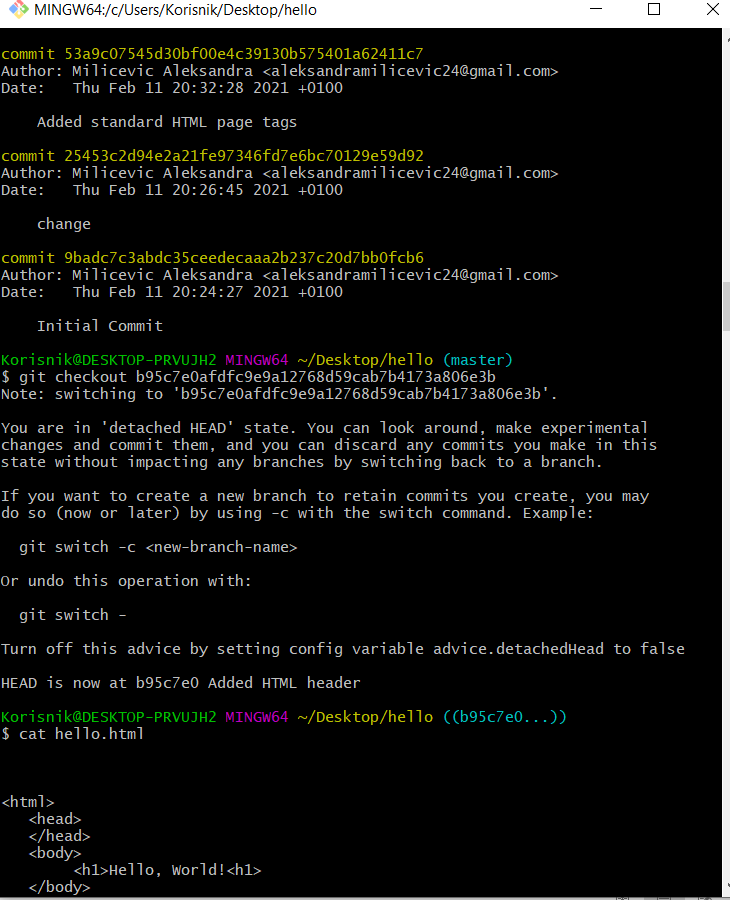 MINGW64:/c/Users/Korisnik/Desktop/hello
commit 53a9c07545d30bf00e4c39130b575401a62411c7
Author: Milicevic Aleksandra <aleksandramilicevic24@gmail.com>
Date:   Thu Feb 11 20:32:28 2021 +0100
    Added standard HTML page tags
commit 25453c2d94e2a21fe97346fd7e6bc70129e59d92
Author: Milicevic Aleksandra <aleksandramilicevic24@gmail.com>
Date:   Thu Feb 11 20:26:45 2021 +0100
    change
commit 9badc7c3abdc35ceedecaaa2b237c20d7bb0fcb6
Author: Milicevic Aleksandra <aleksandramilicevic24@gmail.com>
Date:   Thu Feb 11 20:24:27 2021 +0100
    Initial Commit
Korisnik@DESKTOP-PRVUJH2 MINGW64 ~/Desktop/hello (master)
$ git checkout b95c7e0afdfc9e9a12768d59cab7b4173a806e3b
Note: switching to 'b95c7e0afdfc9e9a12768d59cab7b4173a806e3b'.
You are in 'detached HEAD' state. You can look around, make experimental
changes and commit them, and you can discard any commits you make in this
state without impacting any branches by switching back to a branch.
If you want to create a new branch to retain commits you create, you may
do so (now or later) by using -c with the switch command. Example:
  git switch -c <new-branch-name>
Or undo this operation with:
  git switch -
Turn off this advice by setting config variable advice.detachedHead to false
HEAD is now at b95c7e0 Added HTML header
Korisnik@DESKTOP-PRVUJH2 MINGW64 ~/Desktop/hello ((b95c7e0...))
$ cat hello.html
<html>
   <head>
   </head>
   <body>
        <h1>Hello, World!<h1>
   </body>